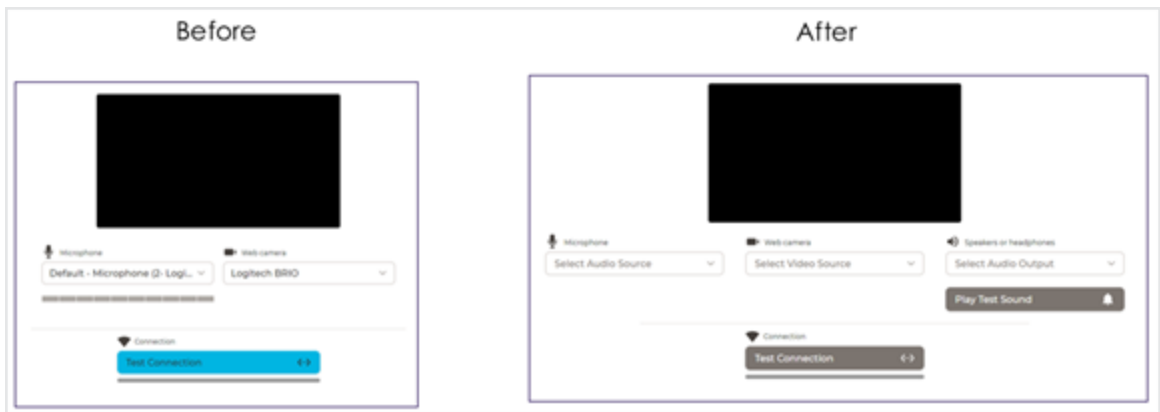 Before
After
Microphone
Web camera
Default - Microphone (2- Logi...
Logitech BRIO
Connection
Test Connection
Microphone
Web camera
Speakers or headphones
Select Audio Source
Select Video Source
Select Audio Output
Play Test Sound
Connection
Test Connection